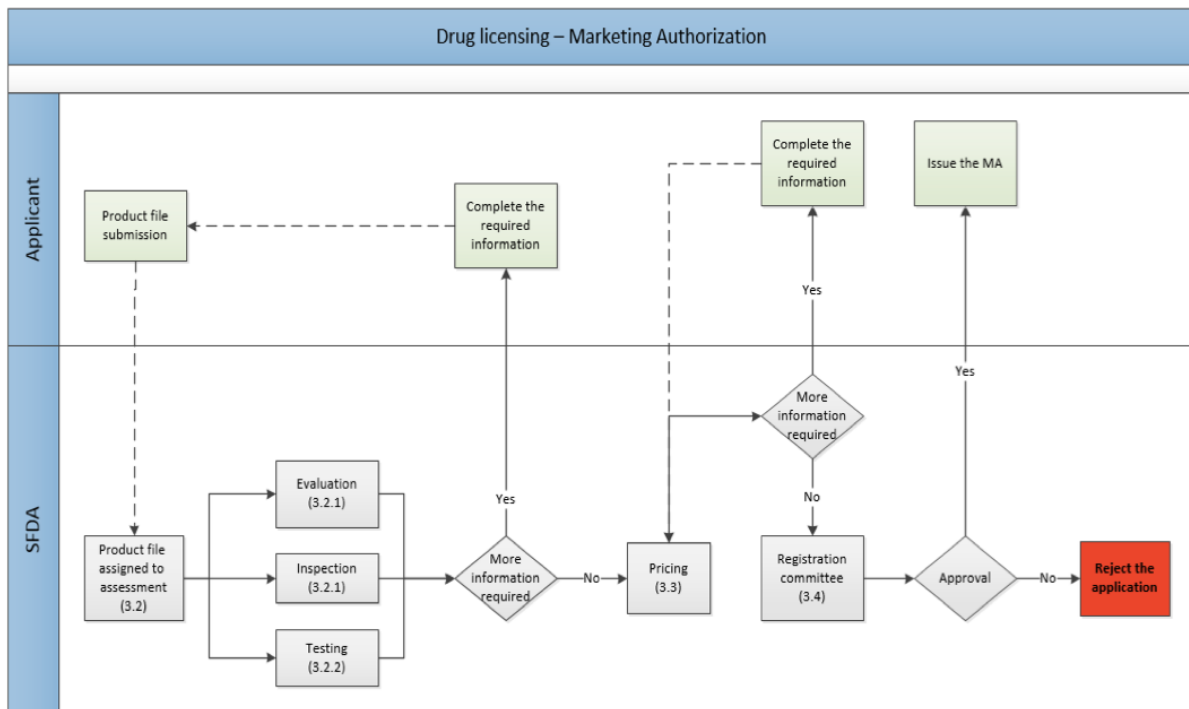 Drug licensing – Marketing Authorization
Applicant
Product file
submission
Complete the
required
information
Complete the
required
information
Issue the MA
Yes
Yes
Yes
SFDA
Product file
assigned to
assessment
(3.2)
Evaluation
(3.2.1)
Inspection
(3.2.1)
Testing
(3.2.2)
More
information
required
No
Pricing
(3.3)
More
information
required
No
Registration
committee
(3.4)
Approval
No
Reject the
application